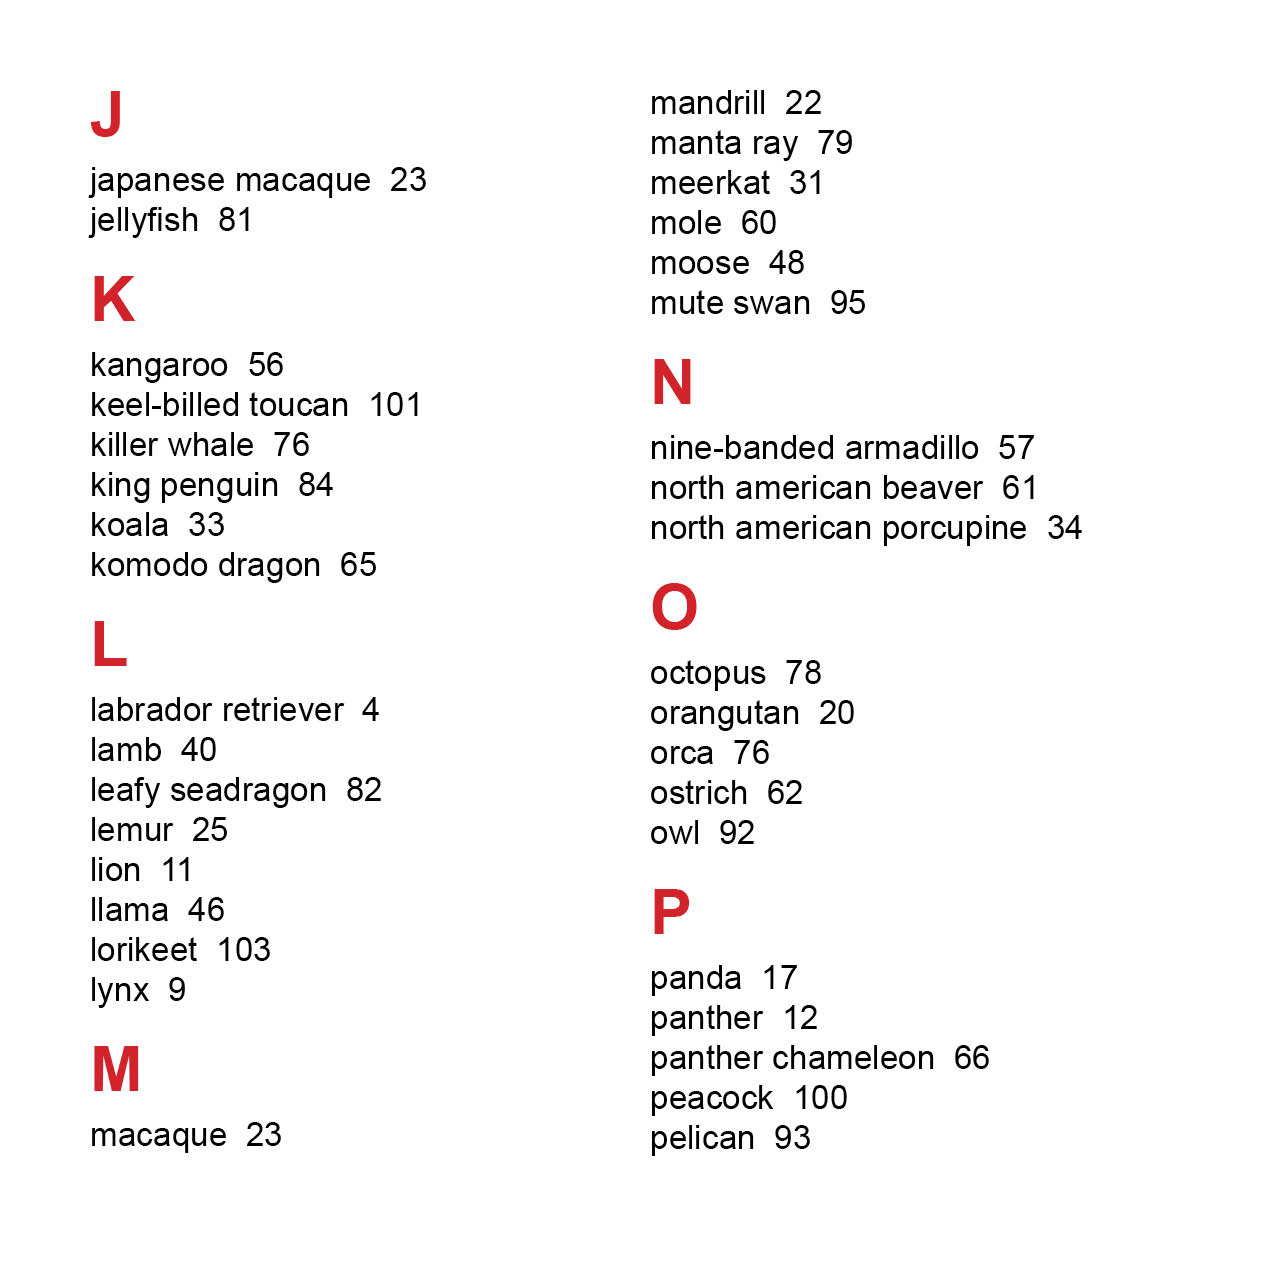 J
japanese macaque 23
jellyfish 81
K
kangaroo 56
keel-billed toucan 101
killer whale 76
king penguin 84
koala 33
komodo dragon 65
L
labrador retriever 4
lamb 40
leafy seadragon 82
lemur 25
lion 11
llama 46
lorikeet 103
lynx 9
M
macaque 23
mandrill 22
manta ray 79
meerkat 31
mole 60
moose 48
mute swan 95
N
nine-banded armadillo 57
north american beaver 61
north american porcupine 34
O
octopus 78
orangutan 20
orca 76
ostrich 62
owl 92
P
panda 17
panther 12
panther chameleon 66
peacock 100
pelican 93